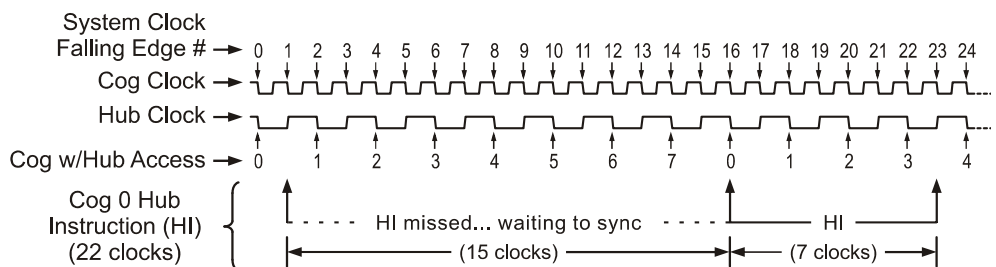 System Clock
Falling Edge # 0 1 2 3 4 5 6 7 8 9 10 11 12 13 14 15 16 17 18 19 20 21 22 23 24
Cog Clock
Hub Clock
Cog w/Hub Access 0 1 2 3 4 5 6 7 0 1 2 3 4
Cog 0 Hub
Instruction (HI)
(22 clocks)
HI missed... waiting to sync HI
(15 clocks) (7 clocks)